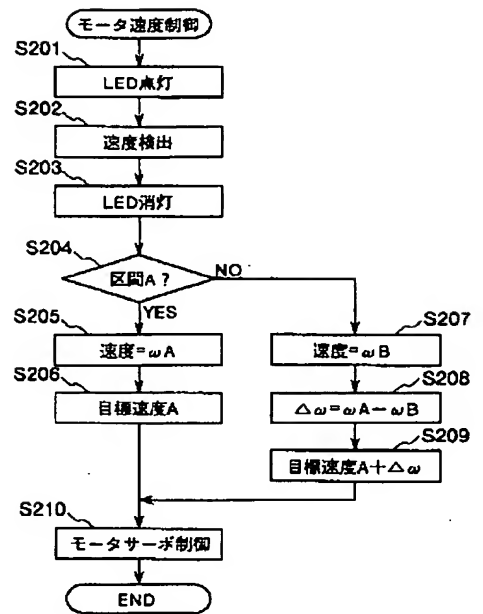 モータ速度制御
S201
LED点灯
S202
速度検出
S203
LED消灯
S204
区間A?
NO
YES
S205
速度=ωA
S206
目標速度A
S207
速度=ωB
S208
△ω=ωA-ωB
S209
目標速度A+△ω
S210
モータサーボ制御
END